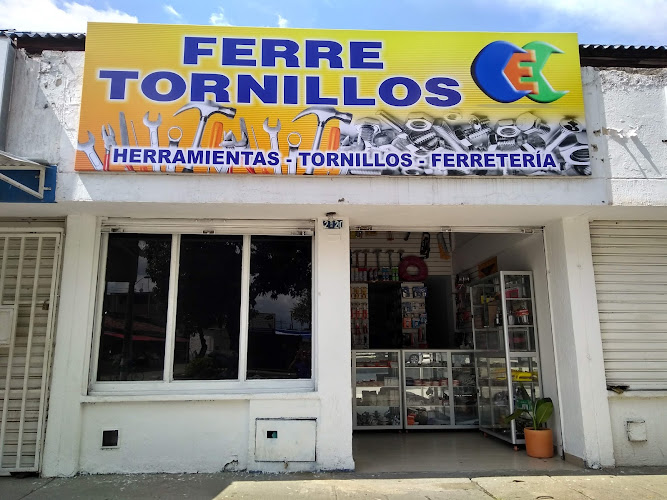 FERRE
TORNILLOS
HERRAMIENTAS - TORNILLOS - FERRETERÍA